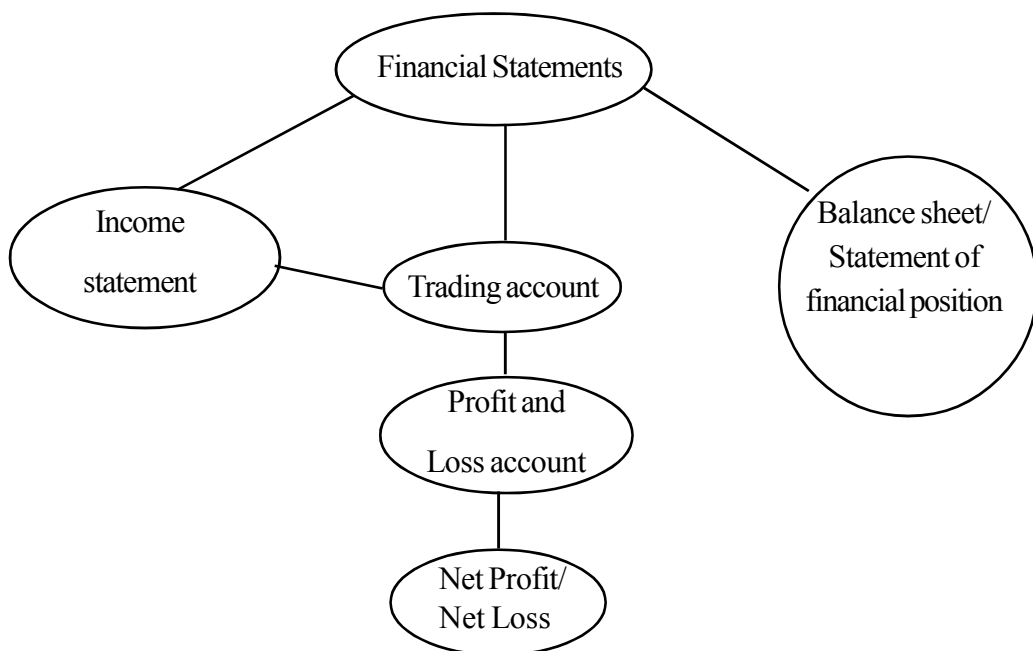 Financial Statements
Income
statement
Trading account
Balance sheet/
Statement of
financial position
Profit and
Loss account
Net Profit/
Net Loss